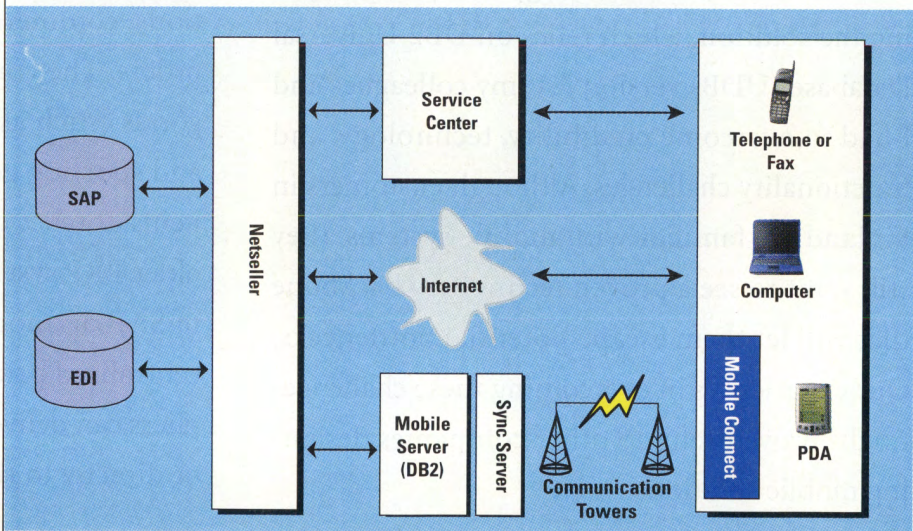 SAP
EDI
Netseller
Service
Center
Internet
Mobile
Server
(DB2)
Sync Server
Communication
Towers
Telephone or
Fax
Computer
Mobile Connect
PDA